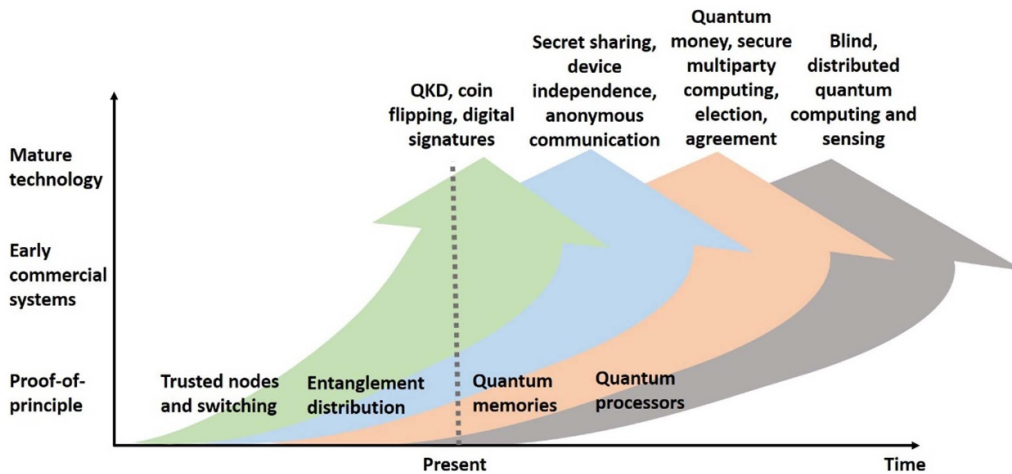 Mature
technology
Early
commercial
systems
Proof-of-
principle
QKD, coin
flipping, digital
signatures
Secret sharing,
device
independence,
anonymous
communication
Quantum
money, secure
multiparty
computing,
election,
agreement
Blind,
distributed
quantum
computing and
sensing
Trusted nodes
and switching
Entanglement
distribution
Quantum
memories
Quantum
processors
Present
Time